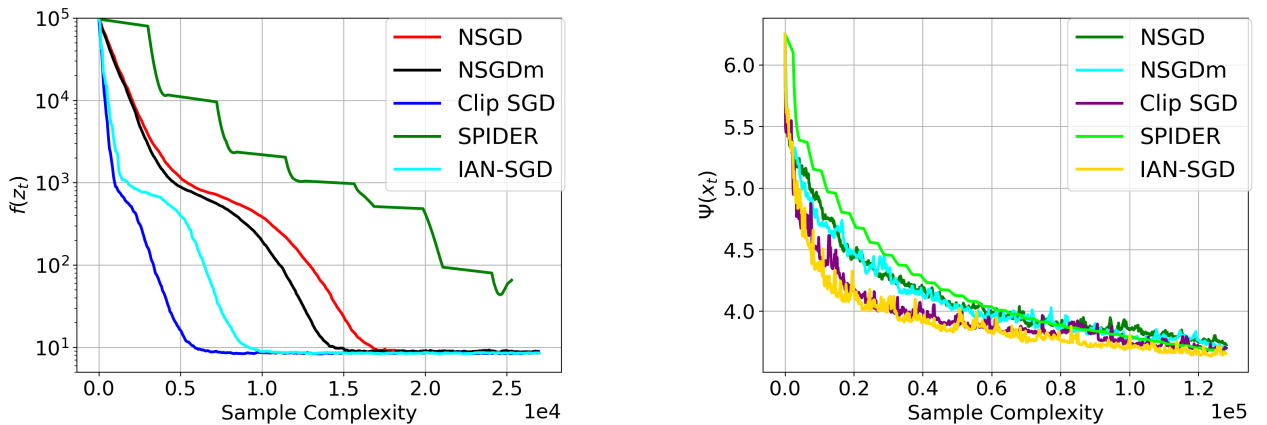 f(z_t)
10^5
10^4
10^3
10^2
10^1
0.0
0.5
1.0
1.5
2.0
2.5
1e4
Sample Complexity
NSGD
NSGDm
Clip SGD
SPIDER
IAN-SGD
Ψ(x_t)
6.0
5.5
5.0
4.5
4.0
0.0
0.2
0.4
0.6
0.8
1.0
1.2
1e5
Sample Complexity
NSGD
NSGDm
Clip SGD
SPIDER
IAN-SGD